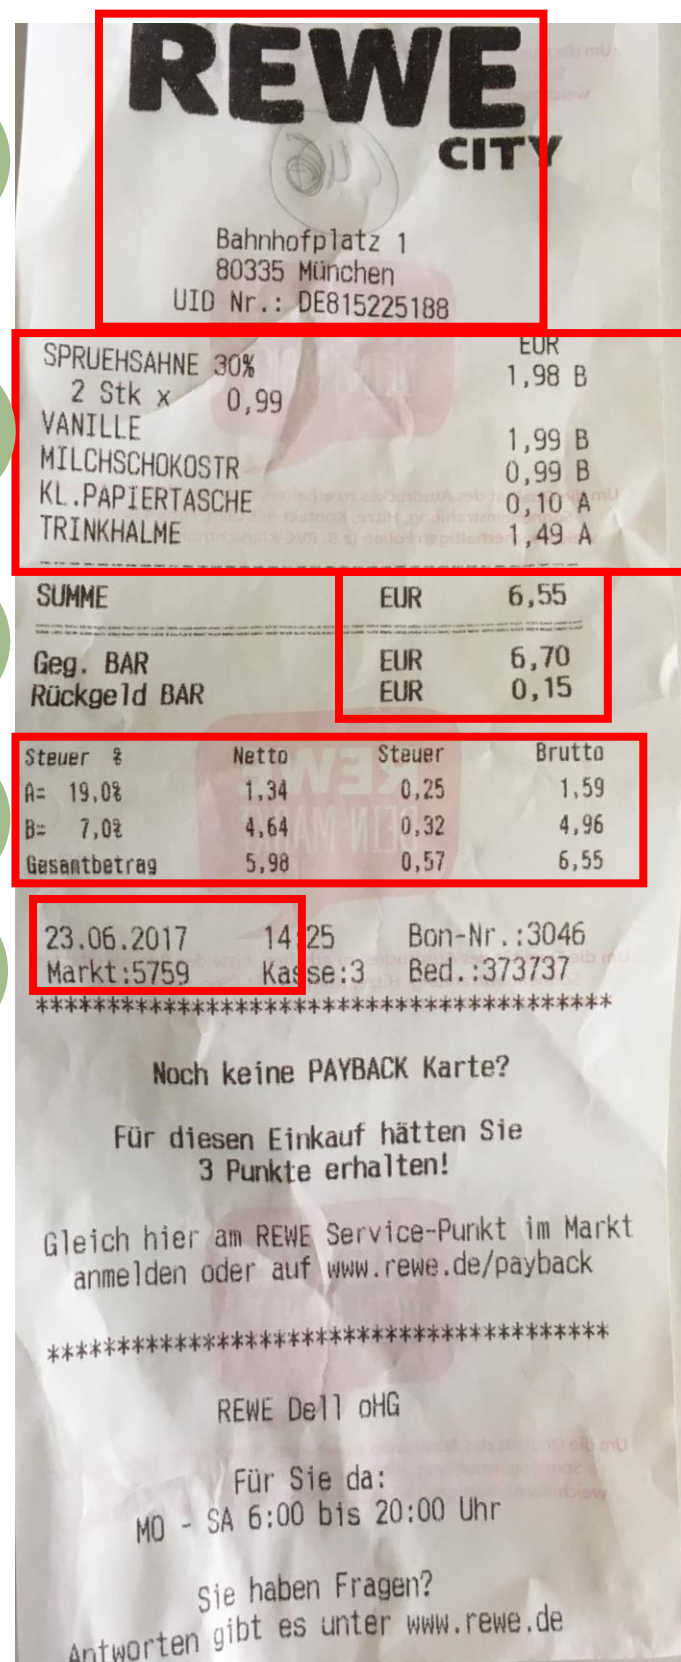 REWE
CITY
Bahnhofplatz 1
80335 München
UID Nr.: DE815225188
EUR
SPRUEHSAHNE 30% 1,98 B
2 Stk x 0,99
VANILLE 1,99 B
MILCHSCHOKOSTR 0,99 B
KL.PAPIERTASCHE 0,10 A
TRINKHALME 1,49 A
SUMME EUR 6,55
Geg. BAR EUR 6,70
Rückgeld BAR EUR 0,15
Steuer % Netto Steuer Brutto
A= 19,0% 1,34 0,25 1,59
B= 7,0% 4,64 0,32 4,96
Gesamtbetrag 5,98 0,57 6,55
23.06.2017 14:25 Bon-Nr.:3046
Markt:5759 Kasse:3 Bed.:373737
*****************************************
Noch keine PAYBACK Karte?
Für diesen Einkauf hätten Sie
3 Punkte erhalten!
Gleich hier am REWE Service-Punkt im Markt
anmelden oder auf www.rewe.de/payback
****************************************
REWE Dell oHG
Für Sie da:
MO - SA 6:00 bis 20:00 Uhr
Sie haben Fragen?
Antworten gibt es unter www.rewe.de